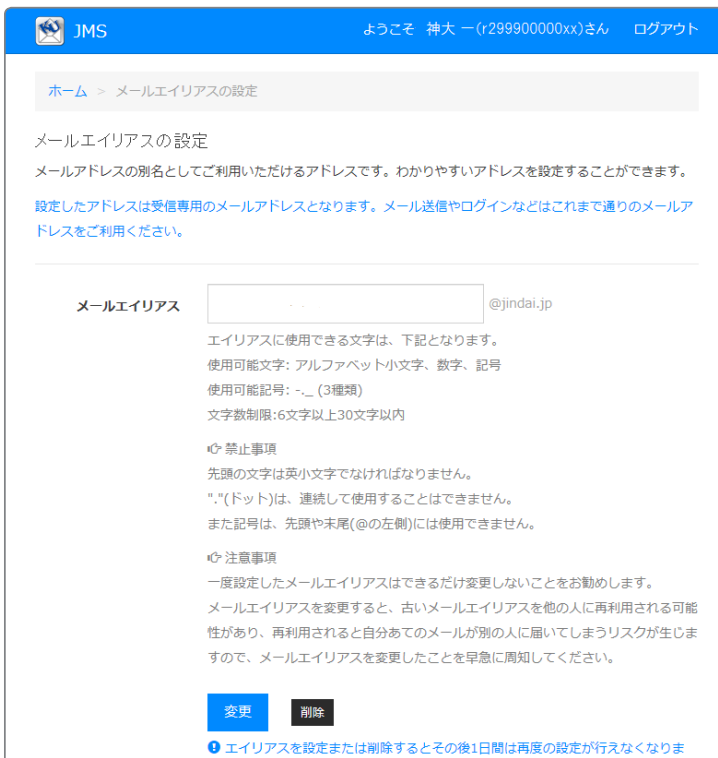 JMS ようこそ 神大 一(r299900000xx)さん ログアウト
ホーム > メールエイリアスの設定
メールエイリアスの設定
メールアドレスの別名としてご利用いただけるアドレスです。わかりやすいアドレスを設定することができます。
設定したアドレスは受信専用のメールアドレスとなります。メール送信やログインなどはこれまで通りのメールア
ドレスをご利用ください。
メールエイリアス @jindai.jp
エイリアスに使用できる文字は、下記となります。
使用可能文字: アルファベット小文字、数字、記号
使用可能記号: -._ (3種類)
文字数制限:6文字以上30文字以内
禁止事項
先頭の文字は英小文字でなければなりません。
"."(ドット)は、連続して使用することはできません。
また記号は、先頭や末尾(@の左側)には使用できません。
注意事項
一度設定したメールエイリアスはできるだけ変更しないことをお勧めします。
メールエイリアスを変更すると、古いメールエイリアスを他の人に再利用される可能
性があり、再利用されると自分あてのメールが別の人に届いてしまうリスクが生じま
すので、メールエイリアスを変更したことを早急に周知してください。
変更 削除
エイリアスを設定または削除するとその後1日間は再度の設定が行えなくなりま